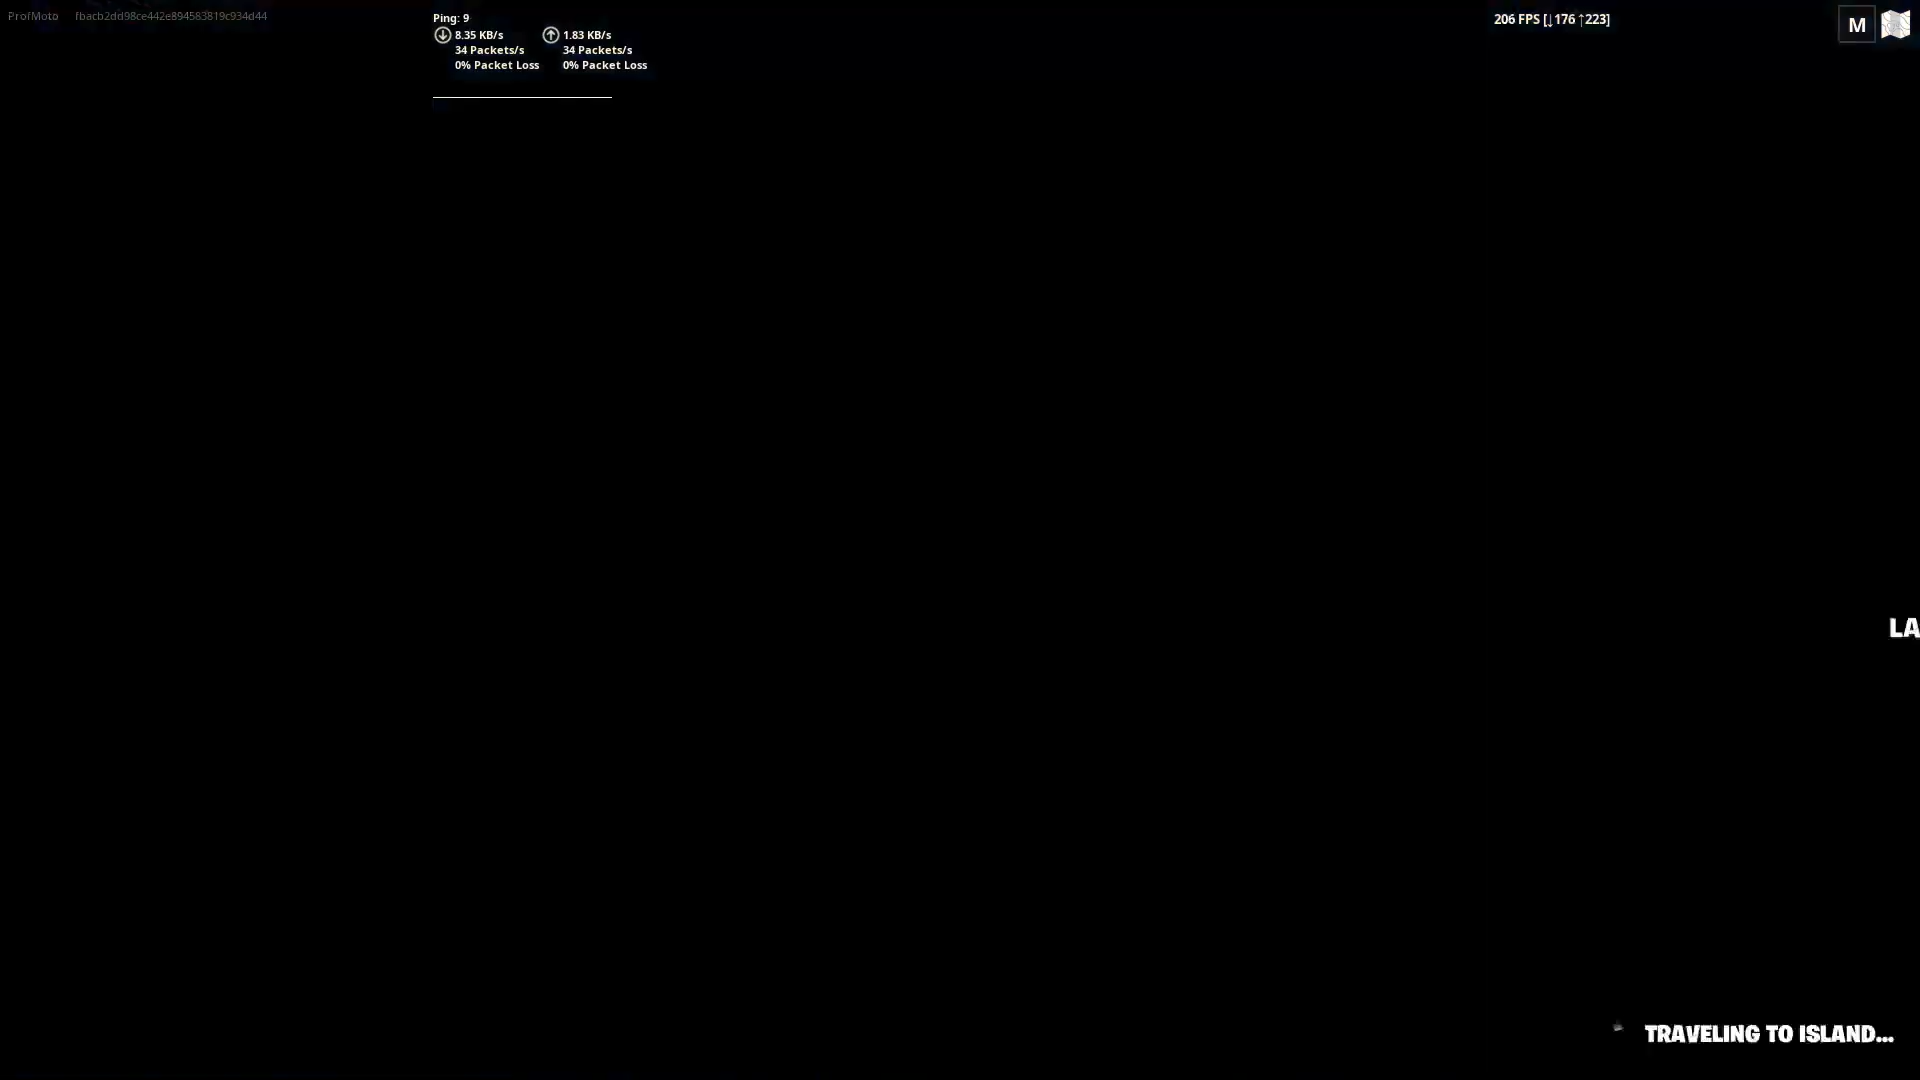 ProfMoto fbacb2dd98ce442e894583819c934d44
Ping: 9
8.35 KB/s 1.83 KB/s
34 Packets/s 34 Packets/s
0% Packet Loss 0% Packet Loss
206 FPS [↓176 ↑223]
M
LA
TRAVELING TO ISLAND...